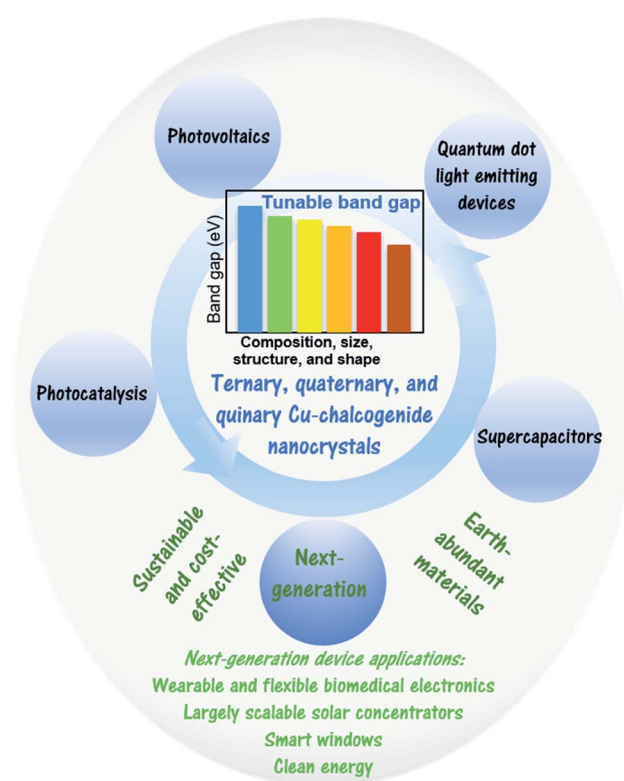 Photovoltaics
Quantum dot
light emitting
devices
Tunable band gap
Band gap (eV)
Composition, size,
structure, and shape
Ternary, quaternary, and
quinary Cu-chalcogenide
nanocrystals
Photocatalysis
Supercapacitors
Sustainable
and cost-
effective
Next-
generation
Earth-
abundant
materials
Next-generation device applications:
Wearable and flexible biomedical electronics
Largely scalable solar concentrators
Smart windows
Clean energy